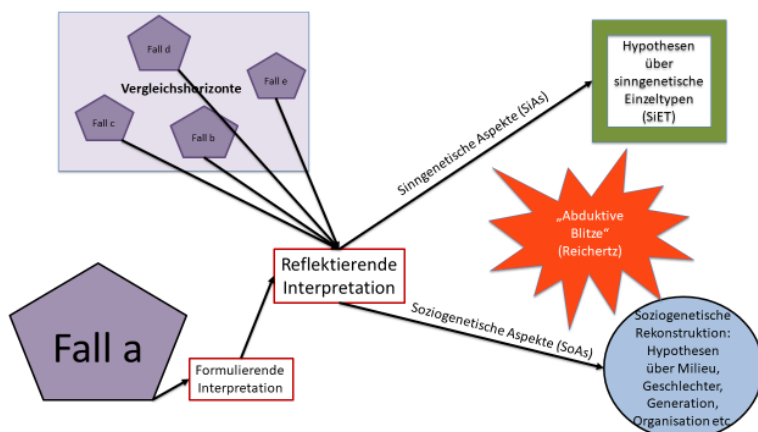 Fall d
Vergleichshorizonte
Fall e
Fall c
Fall b
Sinngenetische Aspekte (SiAs)
Hypothesen
über
sinngenetische
Einzeltypen
(SiET)
„Abduktive
Blitze“
(Reichertz)
Reflektierende
Interpretation
Fall a
Formulierende
Interpretation
Soziogenetische Aspekte (SoAs)
Soziogenetische
Rekonstruktion:
Hypothesen
über Milieu,
Geschlechter,
Generation,
Organisation etc.